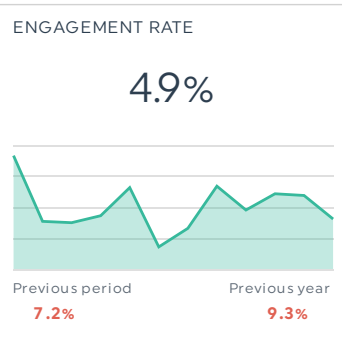 ENGAGEMENT RATE
4.9%
Previous period Previous year
7.2% 9.3%